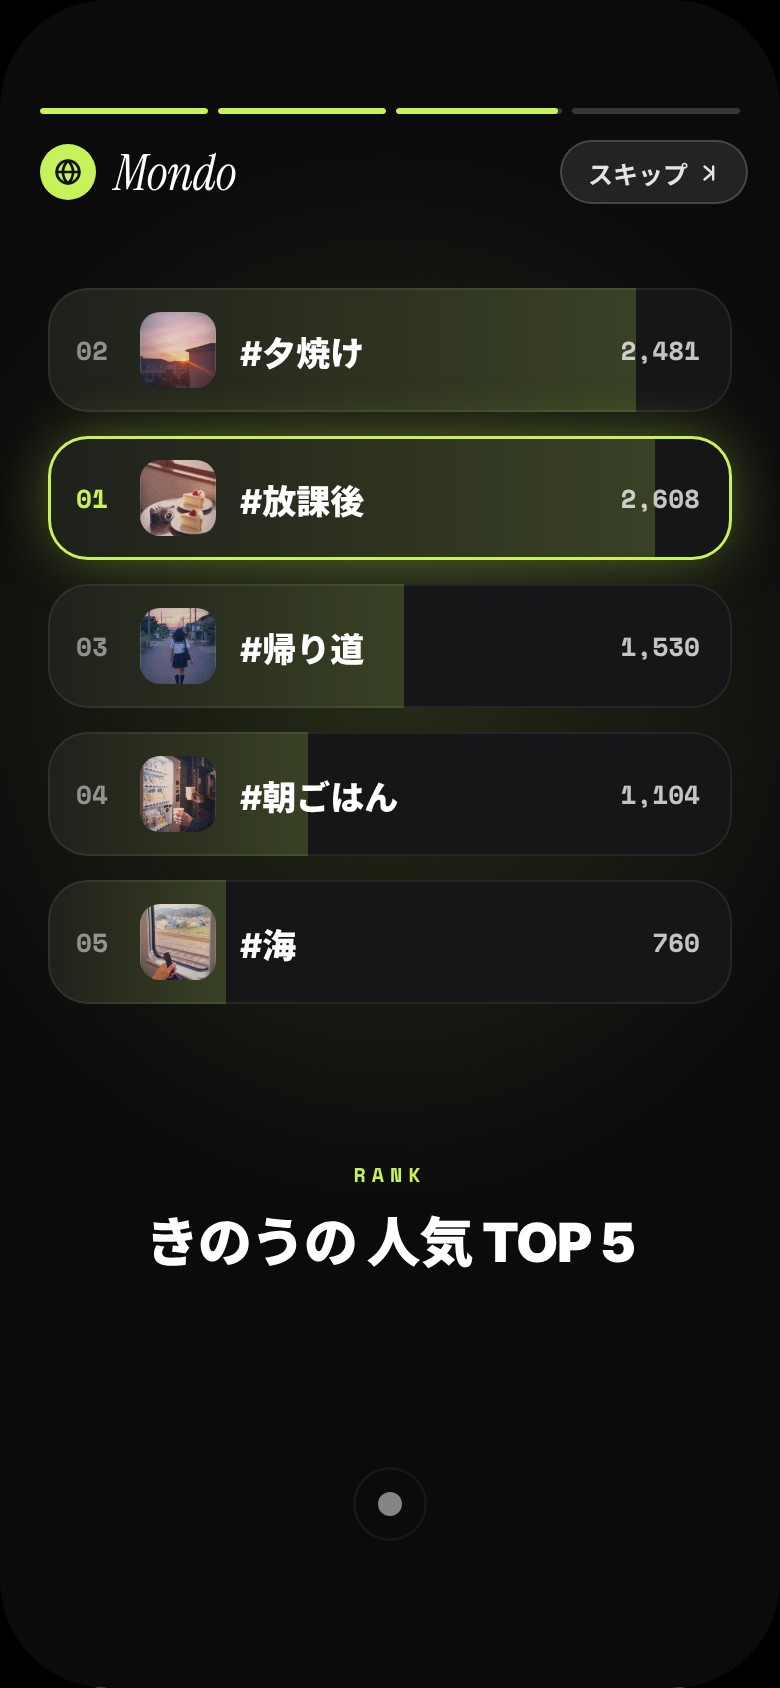 Mondo
スキップ
02 #夕焼け 2,481
01 #放課後 2,608
03 #帰り道 1,530
04 #朝ごはん 1,104
05 #海 760
RANK
きのうの 人気 TOP 5